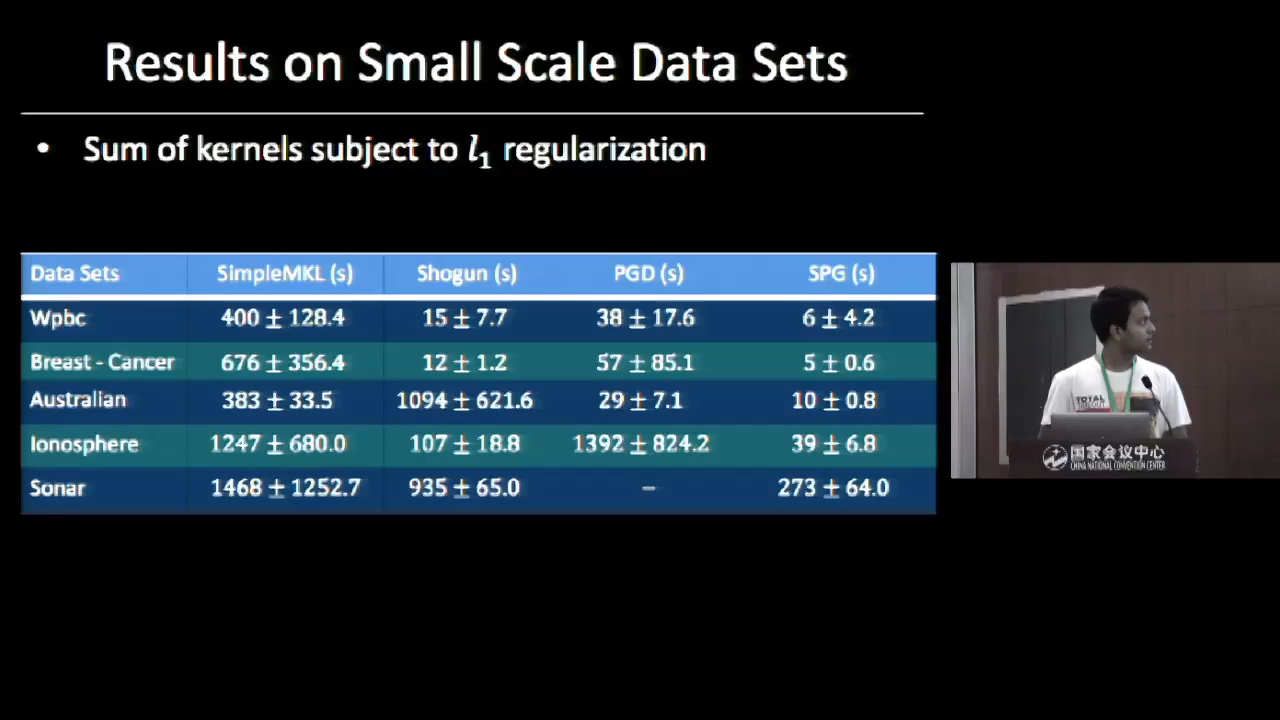 Results on Small Scale Data Sets
• Sum of kernels subject to l₁ regularization
Data Sets SimpleMKL (s) Shogun (s) PGD (s) SPG (s)
Wpbc 400 ± 128.4 15 ± 7.7 38 ± 17.6 6 ± 4.2
Breast - Cancer 676 ± 356.4 12 ± 1.2 57 ± 85.1 5 ± 0.6
Australian 383 ± 33.5 1094 ± 621.6 29 ± 7.1 10 ± 0.8
Ionosphere 1247 ± 680.0 107 ± 18.8 1392 ± 824.2 39 ± 6.8
Sonar 1468 ± 1252.7 935 ± 65.0 – 273 ± 64.0
TOTAL
国家会议中心
CHINA NATIONAL CONVENTION CENTER